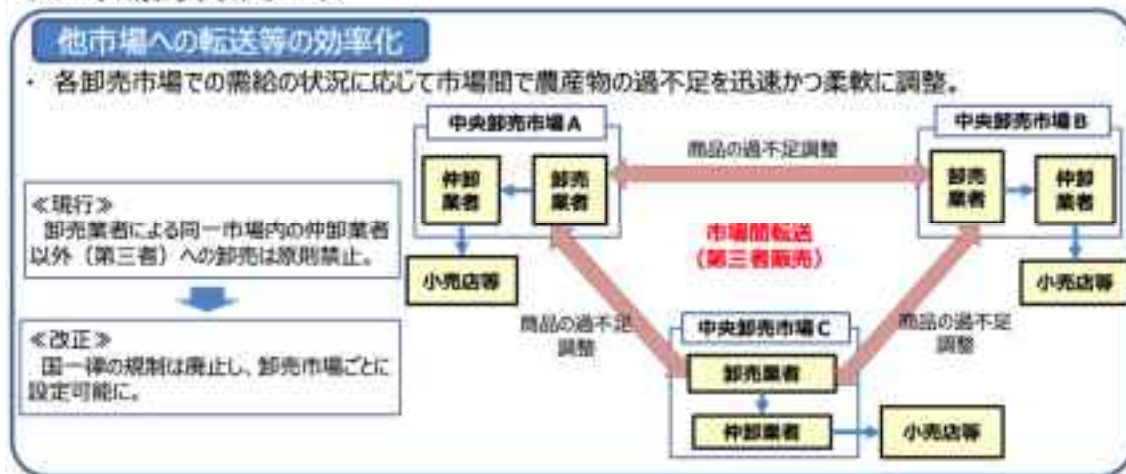 他市場への転送等の効率化
・ 各卸売市場での需給の状況に応じて市場間で農産物の過不足を迅速かつ柔軟に調整。
中央卸売市場A
中央卸売市場B
商品の過不足調整
仲卸
業者
卸売
業者
卸売
業者
仲卸
業者
≪現行≫
卸売業者による同一市場内の仲卸業者
以外（第三者）への卸売は原則禁止。
市場間転送
（第三者販売）
小売店等
小売店等
商品の過不足
調整
中央卸売市場C
商品の過不足
調整
≪改正≫
国一律の規制は廃止し、卸売市場ごとに
設定可能に。
卸売業者
仲卸業者
小売店等